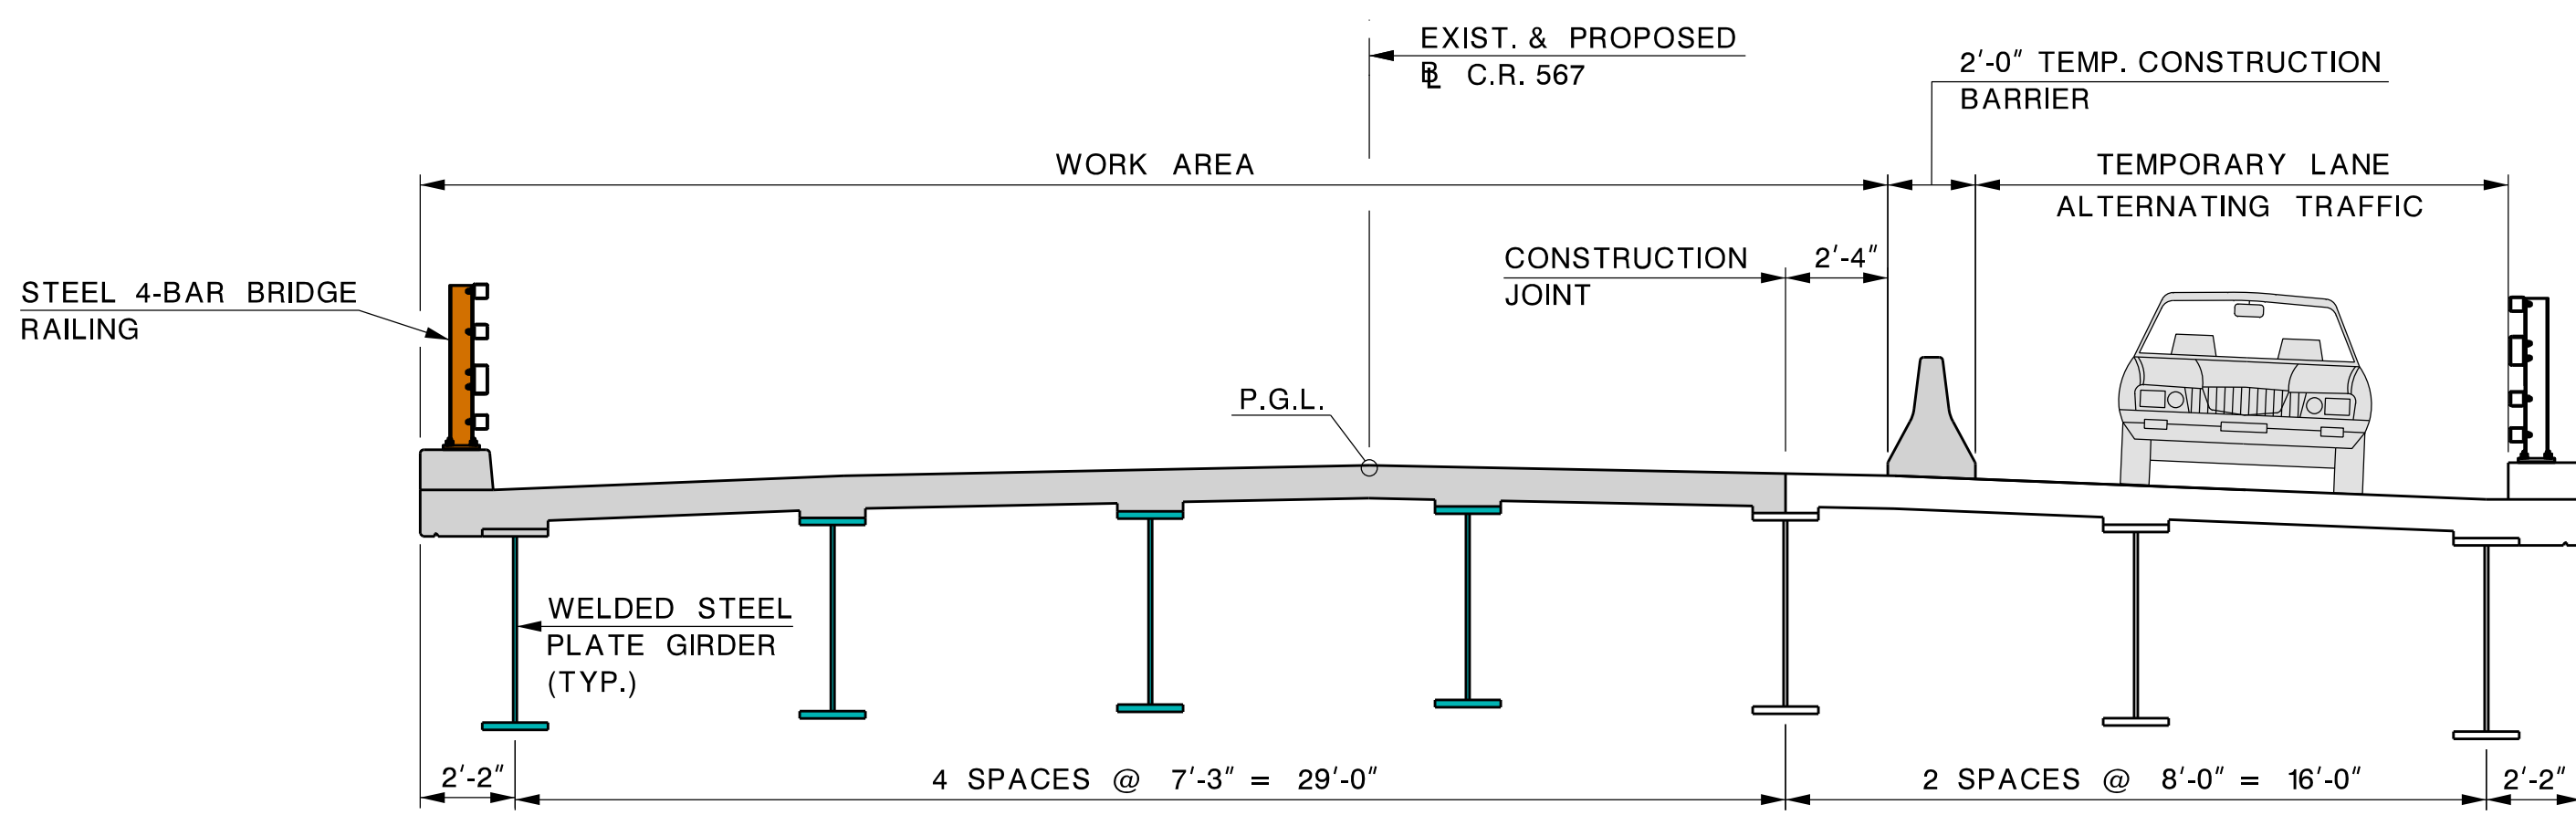 EXIST. & PROPOSED
BL C.R. 567
2'-0" TEMP. CONSTRUCTION
BARRIER
WORK AREA
TEMPORARY LANE
ALTERNATING TRAFFIC
CONSTRUCTION
JOINT
2'-4"
STEEL 4-BAR BRIDGE
RAILING
P.G.L.
WELDED STEEL
PLATE GIRDER
(TYP.)
2'-2"
4 SPACES @ 7'-3" = 29'-0"
2 SPACES @ 8'-0" = 16'-0"
2'-2"